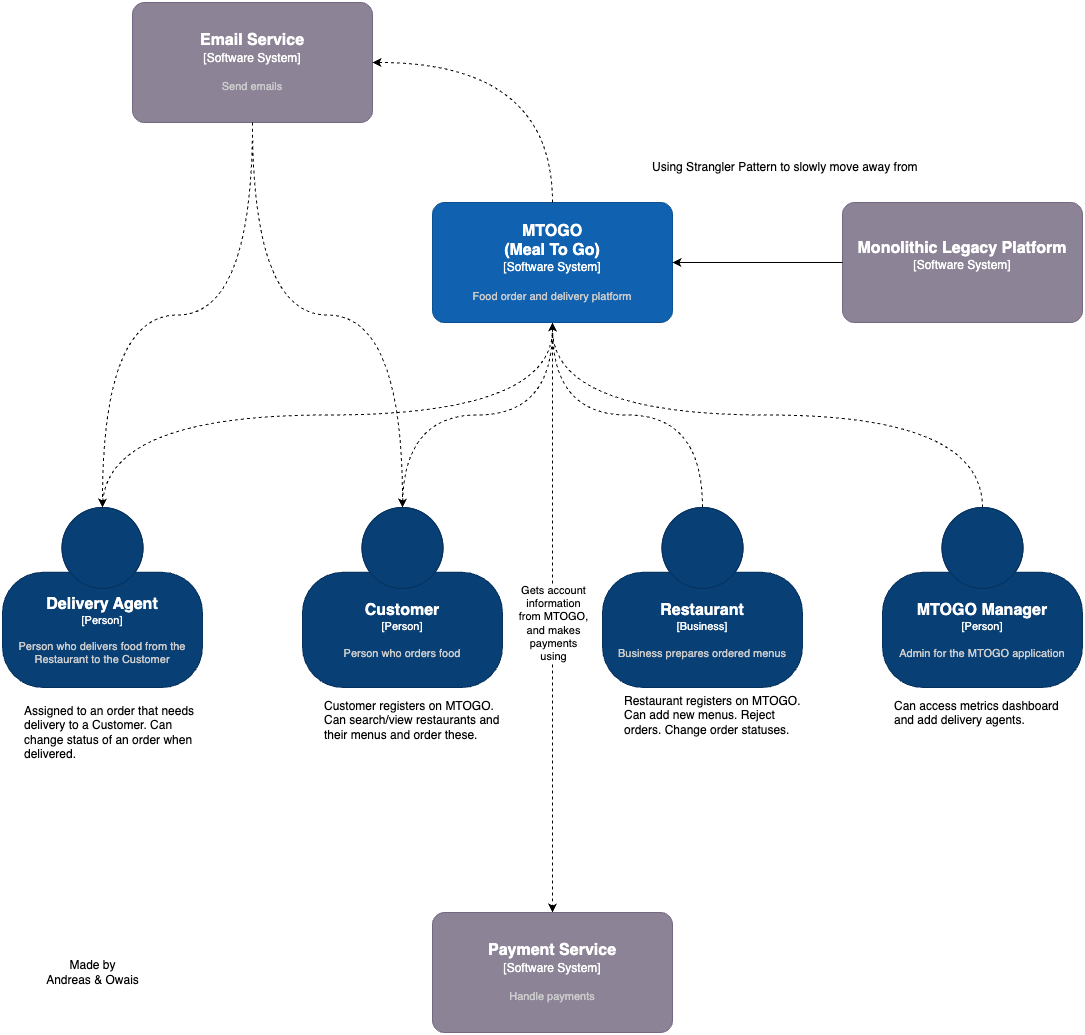 Email Service
[Software System]
Send emails
Using Strangler Pattern to slowly move away from
MTOGO
(Meal To Go)
[Software System]
Food order and delivery platform
Monolithic Legacy Platform
[Software System]
Gets account
information
from MTOGO,
and makes
payments
using
Delivery Agent
[Person]
Person who delivers food from the
Restaurant to the Customer
Assigned to an order that needs
delivery to a Customer. Can
change status of an order when
delivered.
Customer
[Person]
Person who orders food
Customer registers on MTOGO.
Can search/view restaurants and
their menus and order these.
Restaurant
[Business]
Business prepares ordered menus
Restaurant registers on MTOGO.
Can add new menus. Reject
orders. Change order statuses.
MTOGO Manager
[Person]
Admin for the MTOGO application
Can access metrics dashboard
and add delivery agents.
Payment Service
[Software System]
Handle payments
Made by
Andreas & Owais